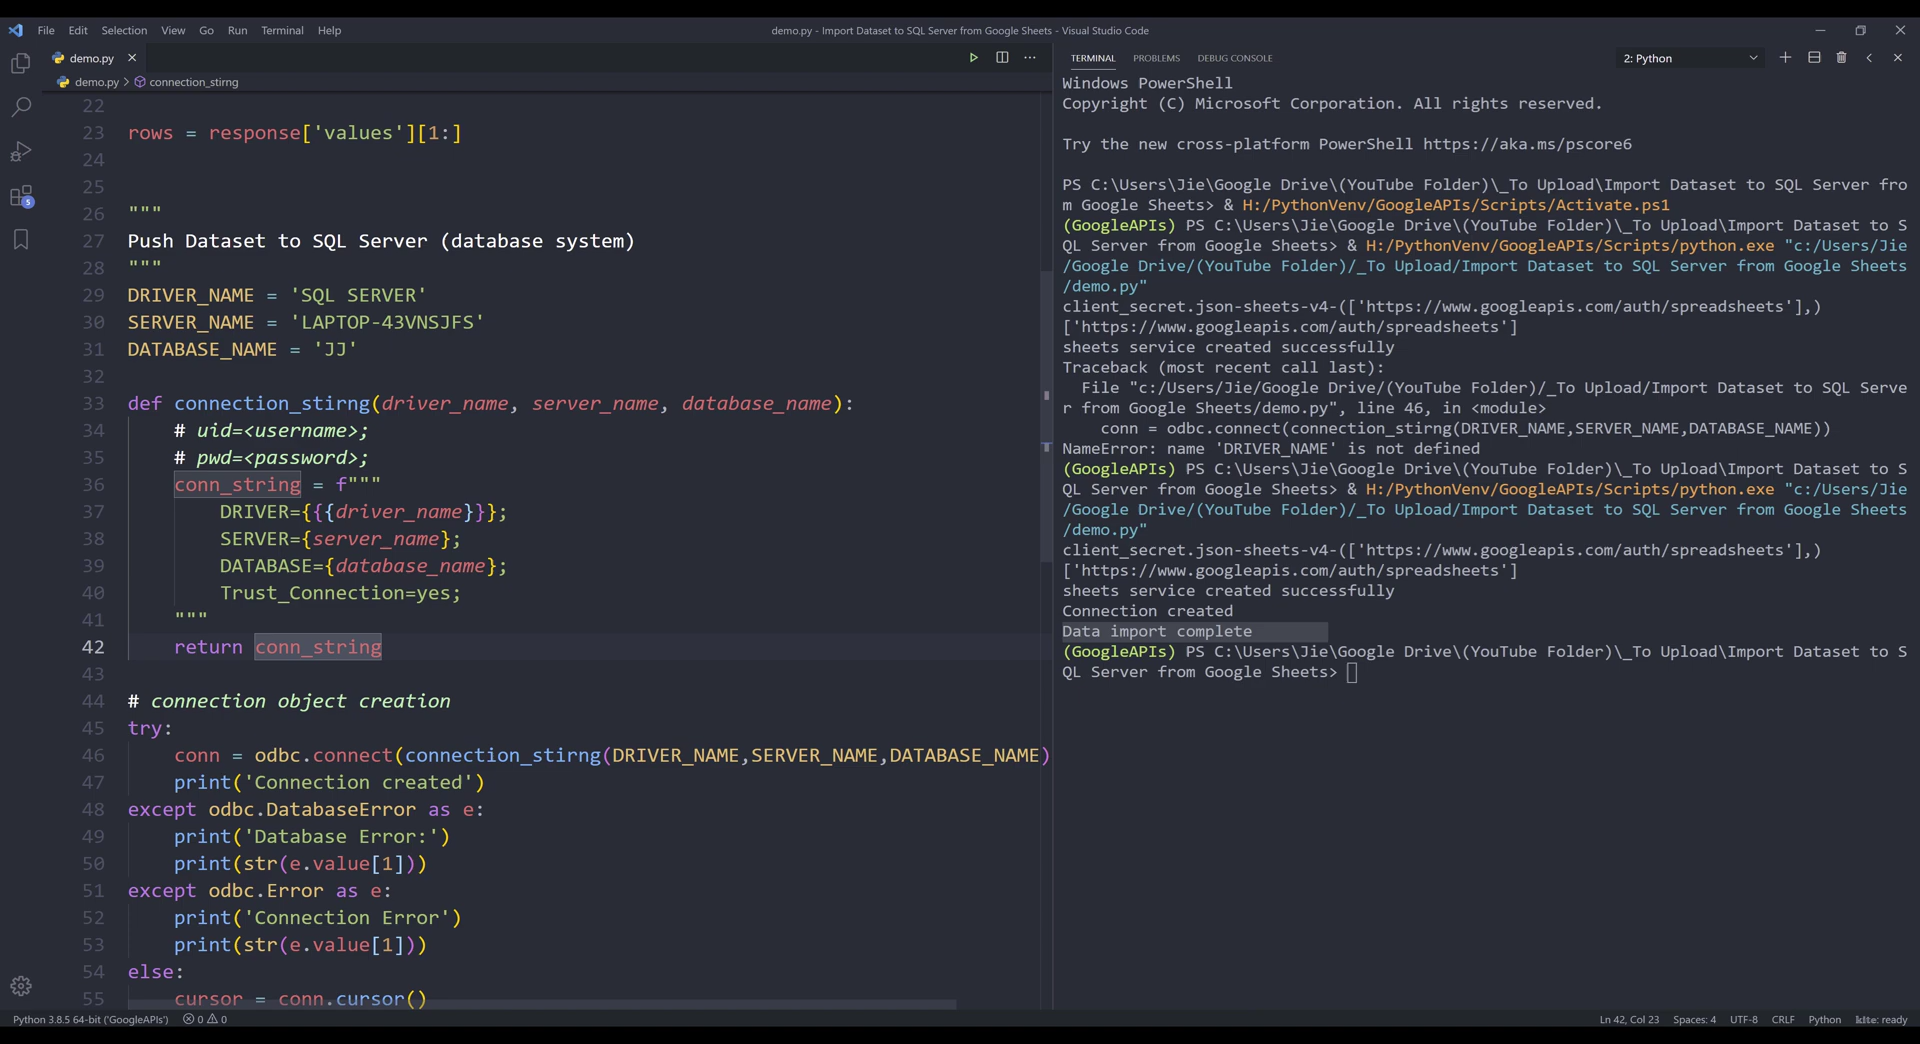 File Edit Selection View Go Run Terminal Help
demo.py - Import Dataset to SQL Server from Google Sheets - Visual Studio Code
demo.py
demo.py > connection_stirng
22
23 rows = response['values'][1:]
24
25
26 """
27 Push Dataset to SQL Server (database system)
28 """
29 DRIVER_NAME = 'SQL SERVER'
30 SERVER_NAME = 'LAPTOP-43VNSJFS'
31 DATABASE_NAME = 'JJ'
32
33 def connection_stirng(driver_name, server_name, database_name):
34 # uid=<username>;
35 # pwd=<password>;
36 conn_string = f"""
37 DRIVER={{{driver_name}}};
38 SERVER={server_name};
39 DATABASE={database_name};
40 Trust_Connection=yes;
41 """
42 return conn_string
43
44 # connection object creation
45 try:
46 conn = odbc.connect(connection_stirng(DRIVER_NAME,SERVER_NAME,DATABASE_NAME)
47 print('Connection created')
48 except odbc.DatabaseError as e:
49 print('Database Error:')
50 print(str(e.value[1]))
51 except odbc.Error as e:
52 print('Connection Error')
53 print(str(e.value[1]))
54 else:
55 cursor = conn.cursor()
TERMINAL PROBLEMS DEBUG CONSOLE 2: Python
Windows PowerShell
Copyright (C) Microsoft Corporation. All rights reserved.
Try the new cross-platform PowerShell https://aka.ms/pscore6
PS C:\Users\Jie\Google Drive\(YouTube Folder)\_To Upload\Import Dataset to SQL Server fro
m Google Sheets> & H:/PythonVenv/GoogleAPIs/Scripts/Activate.ps1
(GoogleAPIs) PS C:\Users\Jie\Google Drive\(YouTube Folder)\_To Upload\Import Dataset to S
QL Server from Google Sheets> & H:/PythonVenv/GoogleAPIs/Scripts/python.exe "c:/Users/Jie
/Google Drive/(YouTube Folder)/_To Upload/Import Dataset to SQL Server from Google Sheets
/demo.py"
client_secret.json-sheets-v4-(['https://www.googleapis.com/auth/spreadsheets'],)
['https://www.googleapis.com/auth/spreadsheets']
sheets service created successfully
Traceback (most recent call last):
File "c:/Users/Jie/Google Drive/(YouTube Folder)/_To Upload/Import Dataset to SQL Serve
r from Google Sheets/demo.py", line 46, in <module>
conn = odbc.connect(connection_stirng(DRIVER_NAME,SERVER_NAME,DATABASE_NAME))
NameError: name 'DRIVER_NAME' is not defined
(GoogleAPIs) PS C:\Users\Jie\Google Drive\(YouTube Folder)\_To Upload\Import Dataset to S
QL Server from Google Sheets> & H:/PythonVenv/GoogleAPIs/Scripts/python.exe "c:/Users/Jie
/Google Drive/(YouTube Folder)/_To Upload/Import Dataset to SQL Server from Google Sheets
/demo.py"
client_secret.json-sheets-v4-(['https://www.googleapis.com/auth/spreadsheets'],)
['https://www.googleapis.com/auth/spreadsheets']
sheets service created successfully
Connection created
Data import complete
(GoogleAPIs) PS C:\Users\Jie\Google Drive\(YouTube Folder)\_To Upload\Import Dataset to S
QL Server from Google Sheets>
5
Python 3.8.5 64-bit ('GoogleAPIs') 0 0
Ln 42, Col 23 Spaces: 4 UTF-8 CRLF Python kite: ready